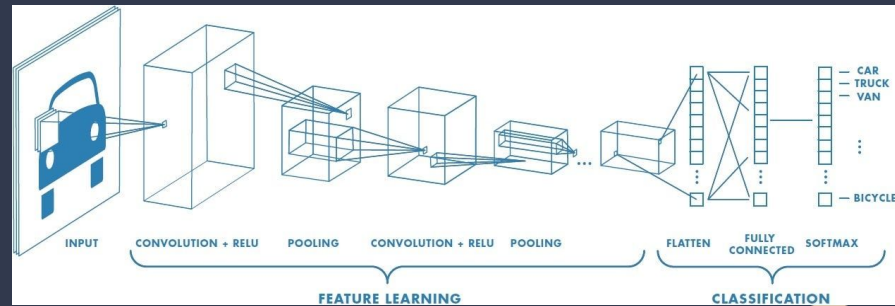 CAR
TRUCK
VAN
BICYCLE
INPUT
CONVOLUTION + RELU
POOLING
CONVOLUTION + RELU
POOLING
FLATTEN
FULLY
CONNECTED
SOFTMAX
FEATURE LEARNING
CLASSIFICATION